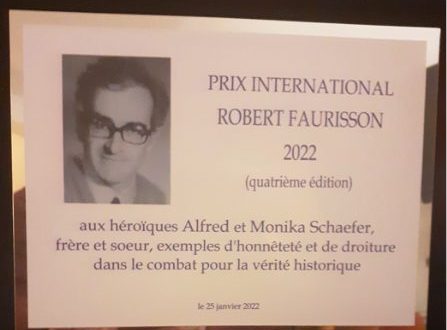 PRIX INTERNATIONAL
ROBERT FAURISSON
2022
(quatrième édition)
aux héroïques Alfred et Monika Schaefer,
frère et soeur, exemples d'honnêteté et de droiture
dans le combat pour la vérité historique
le 25 janvier 2022